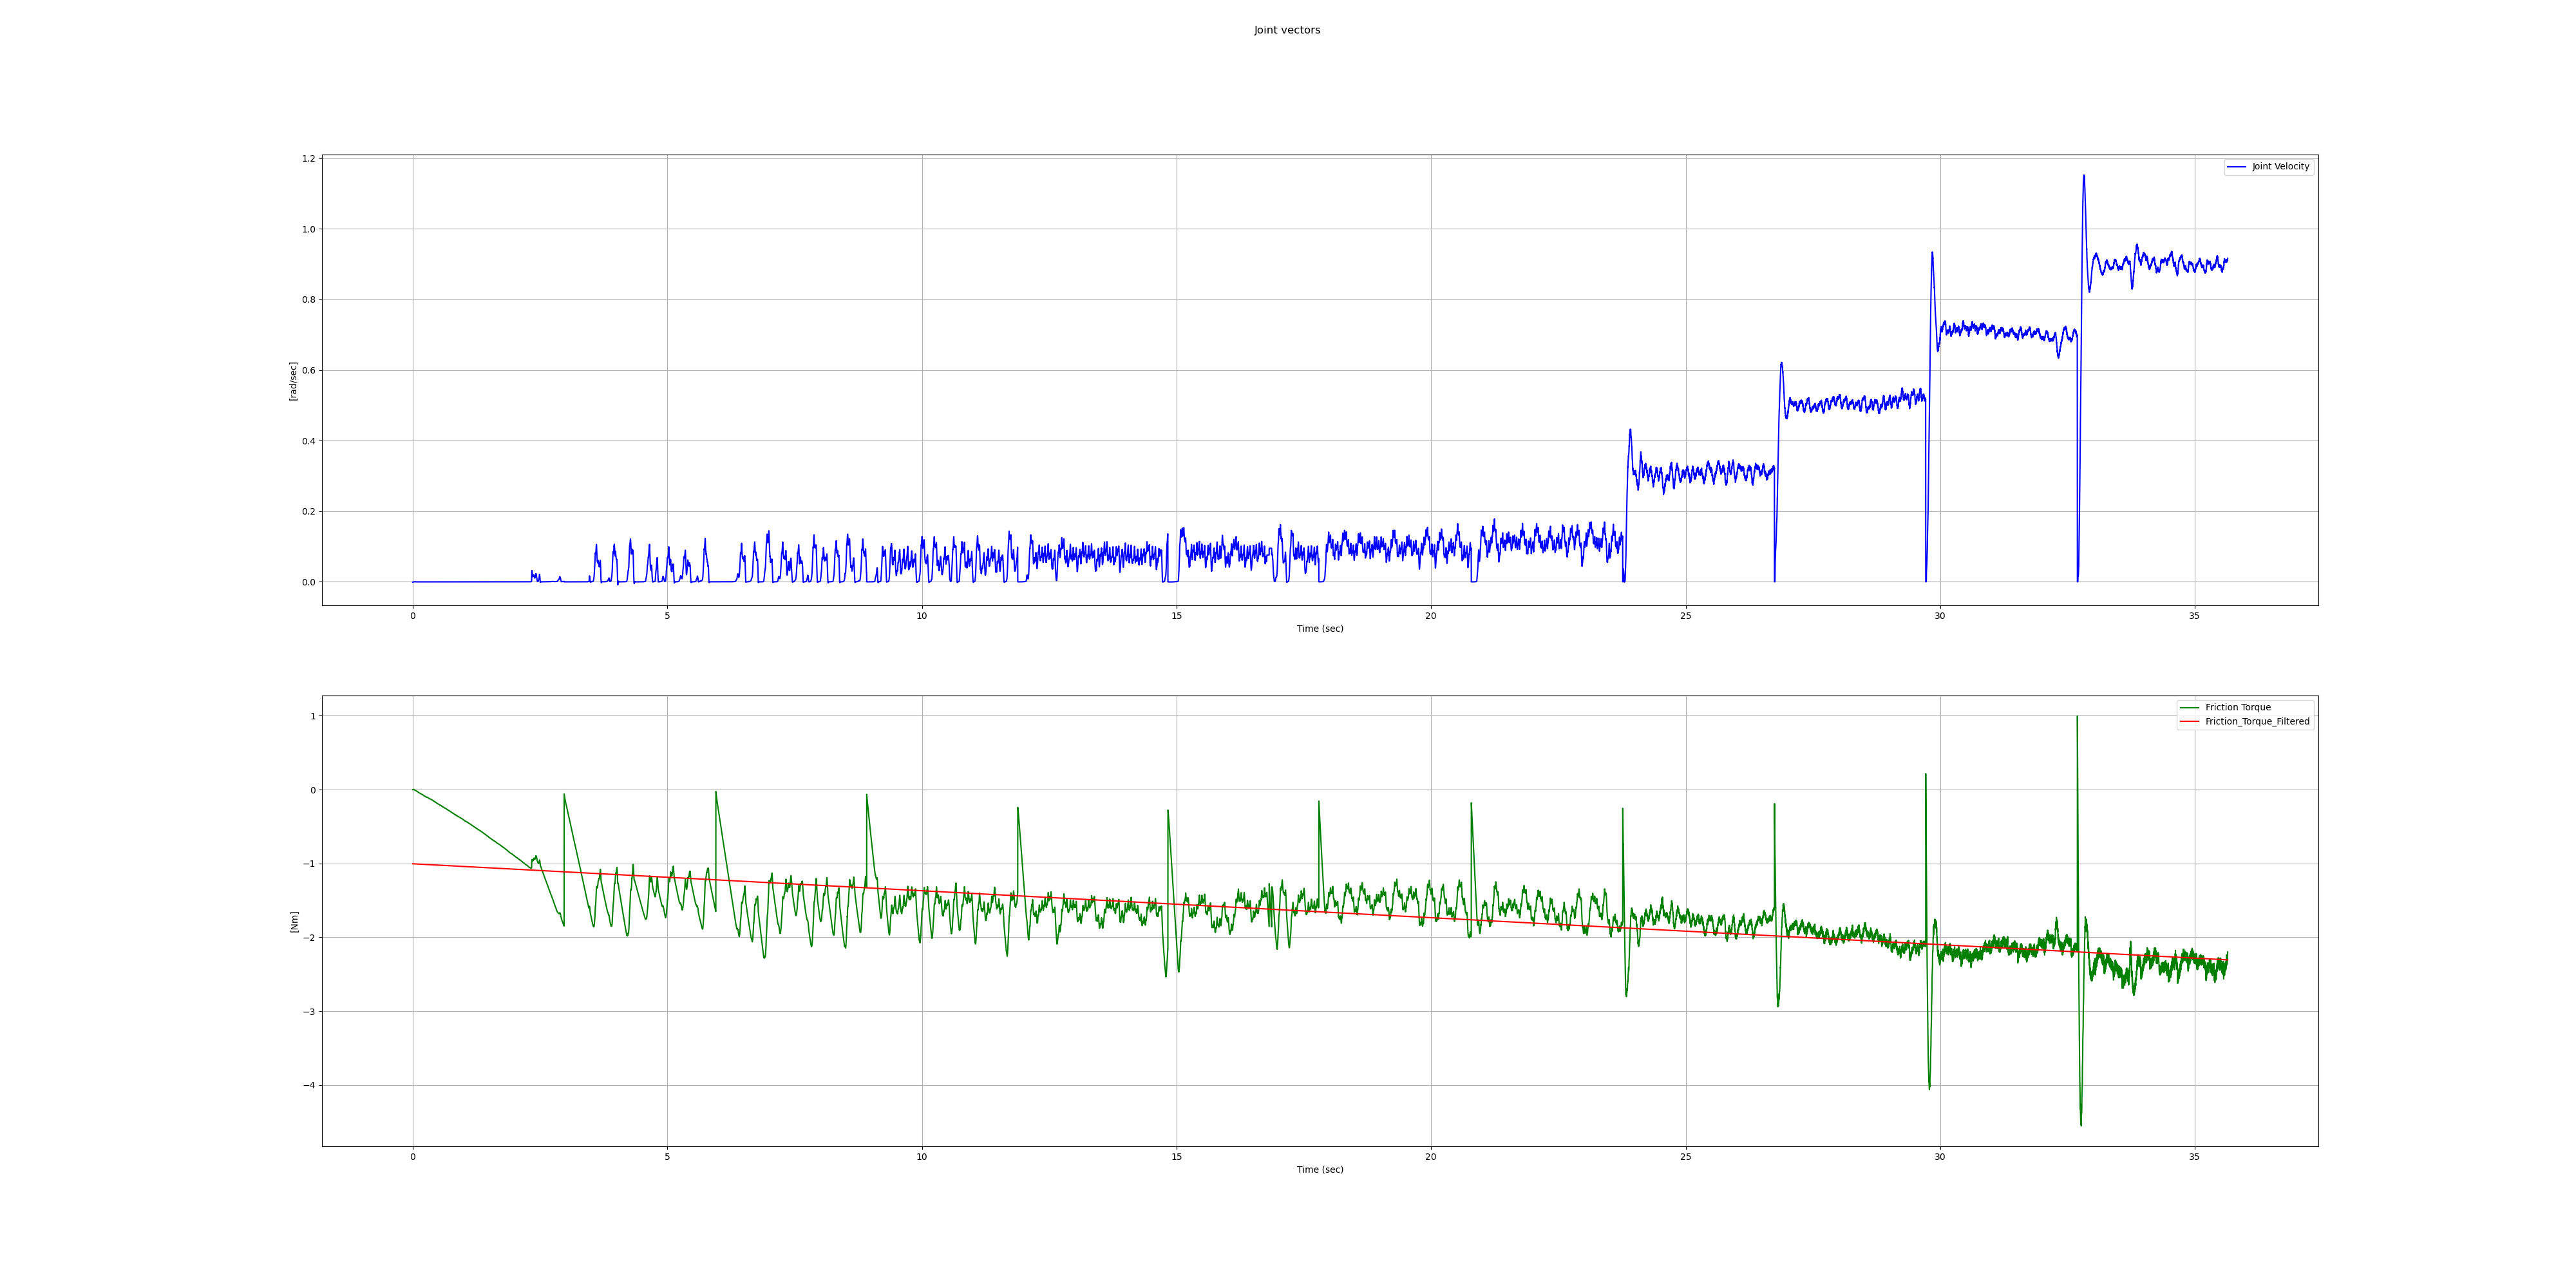 Joint vectors
1.2
1.0
0.8
0.6
0.4
0.2
0.0
[rad/sec]
Joint Velocity
0 5 10 15 20 25 30 35
Time (sec)
1
0
−1
−2
−3
−4
[Nm]
Friction Torque
Friction_Torque_Filtered
0 5 10 15 20 25 30 35
Time (sec)